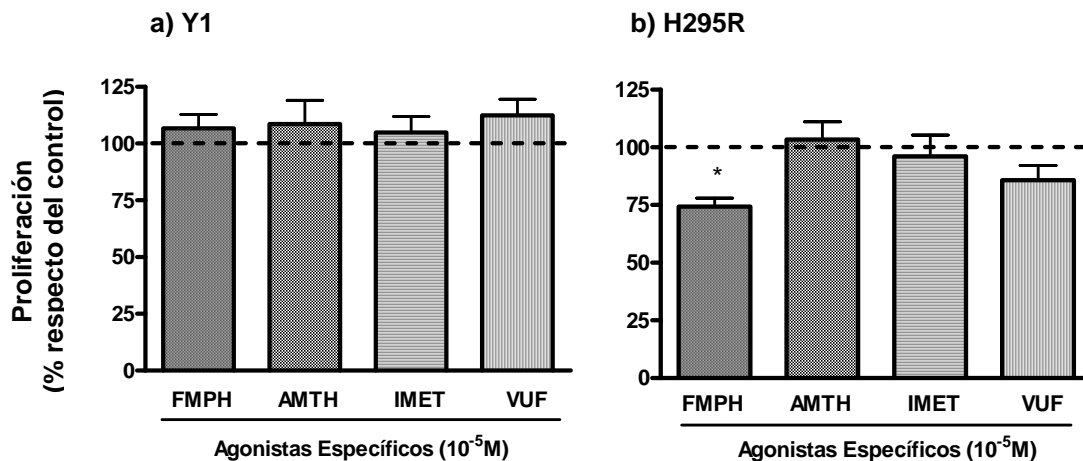 a) Y1
b) H295R
Proliferación
(% respecto del control)
125
100
75
50
25
0
FMPH AMTH IMET VUF
Agonistas Específicos (10⁻⁵M)
125
100
75
50
25
0
*
FMPH AMTH IMET VUF
Agonistas Específicos (10⁻⁵M)